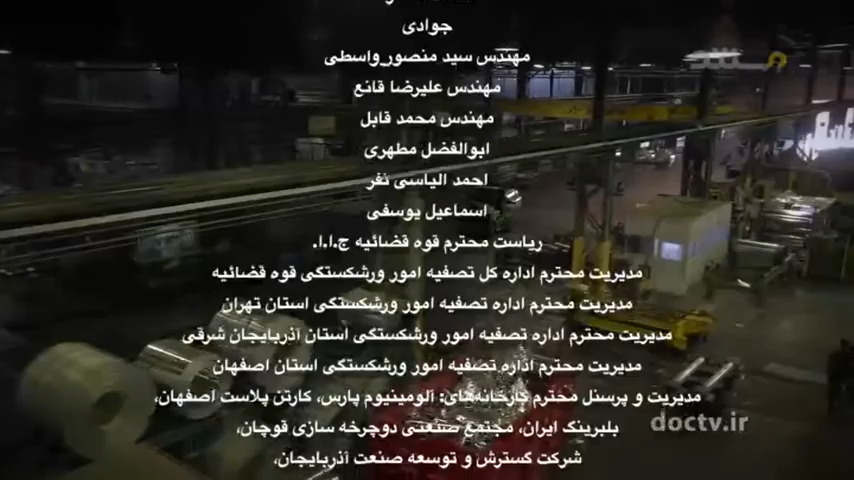 جوادی
مهندس سید منصور واسطی
مهندس علیرضا قانع
مهندس محمد قابل
ابوالفضل مطهری
احمد الیاسی نفر
اسماعیل یوسفی
ریاست محترم قوه قضائیه ج.ا.ا.
مدیریت محترم اداره کل تصفیه امور ورشکستگی قوه قضائیه
مدیریت محترم اداره تصفیه امور ورشکستگی استان تهران
مدیریت محترم اداره تصفیه امور ورشکستگی استان آذربایجان شرقی
مدیریت محترم اداره تصفیه امور ورشکستگی استان اصفهان
مدیریت و پرسنل محترم کارخانه‌های: آلومینیوم پارس، کارتن پلاست اصفهان،
بلبرینگ ایران، مجتمع صنعتی دوچرخه سازی قوچان،
شرکت گسترش و توسعه صنعت آذربایجان،
doctv.ir